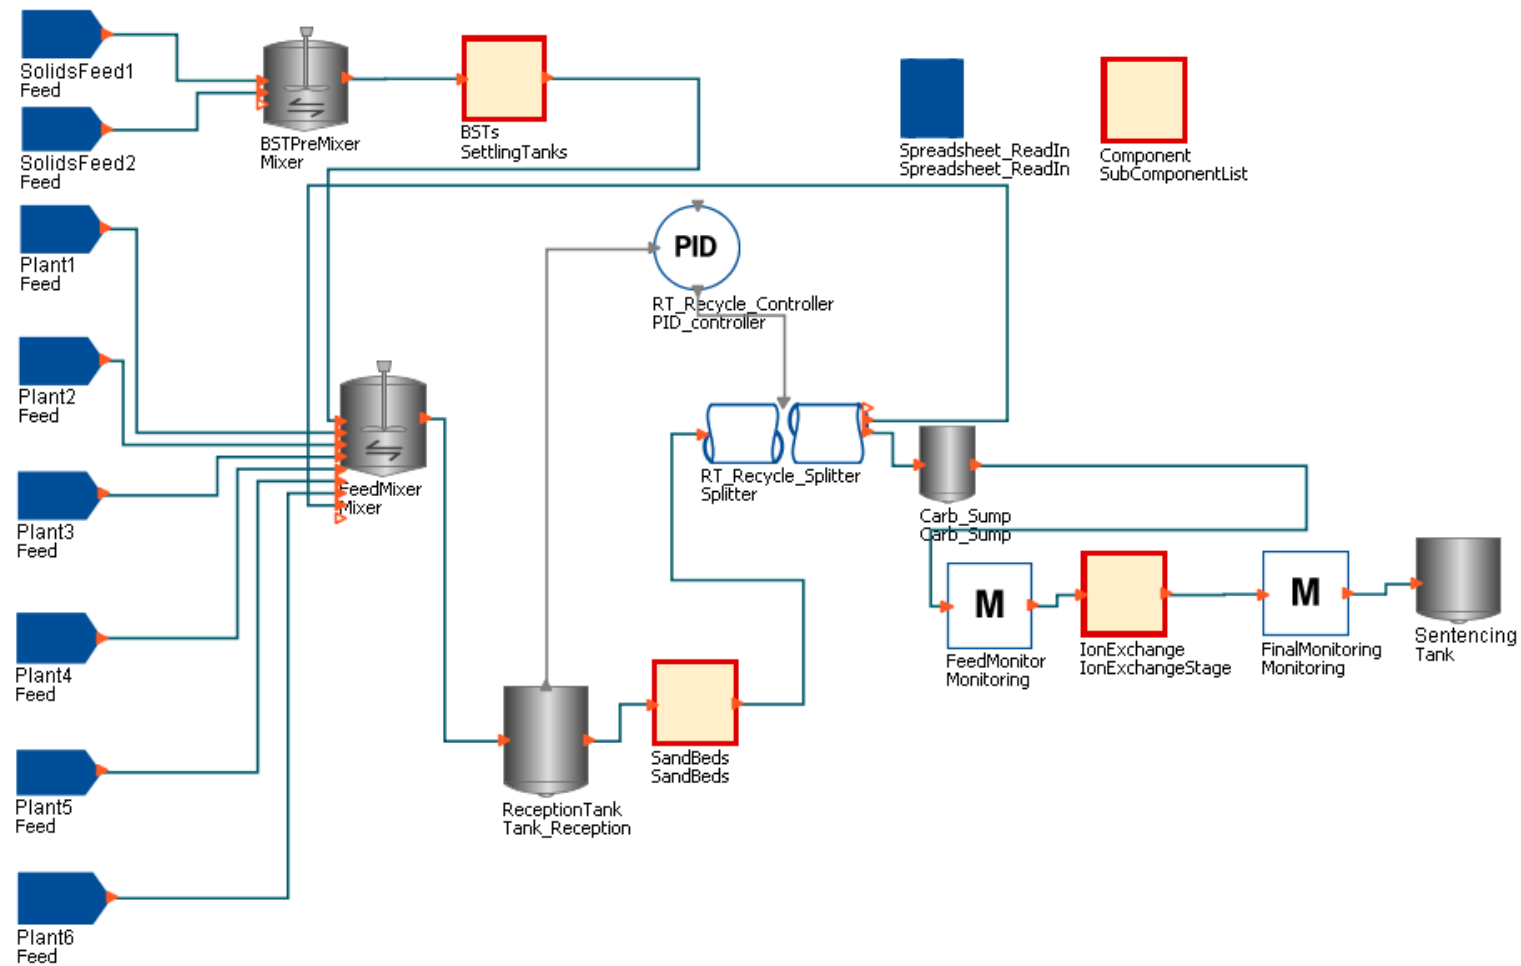 SolidsFeed1
Feed
SolidsFeed2
Feed
BSTPreMixer
Mixer
BSTs
SettlingTanks
Spreadsheet_ReadIn
Spreadsheet_ReadIn
Component
SubComponentList
Plant1
Feed
PID
RT_Recycle_Controller
PID_controller
Plant2
Feed
FeedMixer
Mixer
RT_Recycle_Splitter
Splitter
Carb_Sump
Carb_Sump
Plant3
Feed
M
FeedMonitor
Monitoring
IonExchange
IonExchangeStage
M
FinalMonitoring
Monitoring
Sentencing
Tank
Plant4
Feed
SandBeds
SandBeds
ReceptionTank
Tank_Reception
Plant5
Feed
Plant6
Feed